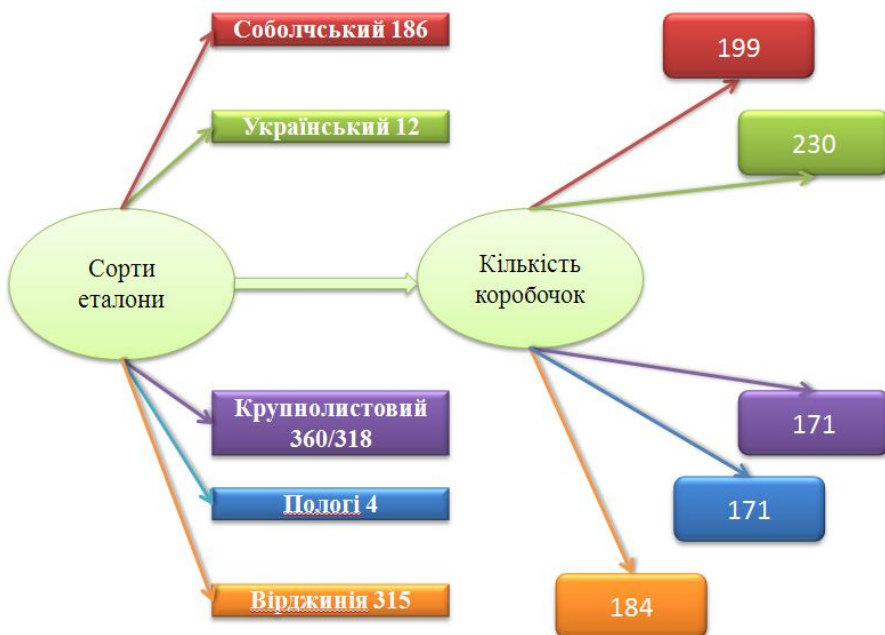 Соболчський 186
199
Український 12
230
Сорти
еталони
Кількість
коробочок
Крупнолистовий
360/318
171
Пологі 4
171
Вірджинія 315
184